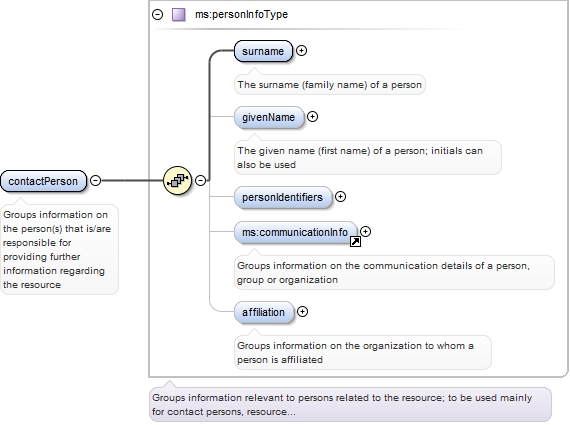 ms:personInfoType
surname
The surname (family name) of a person
givenName
The given name (first name) of a person; initials can
also be used
contactPerson
Groups information on
the person(s) that is/are
responsible for
providing further
information regarding
the resource
personIdentifiers
ms:communicationInfo
Groups information on the communication details of a person,
group or organization
affiliation
Groups information on the organization to whom a
person is affiliated
Groups information relevant to persons related to the resource; to be used mainly
for contact persons, resource...